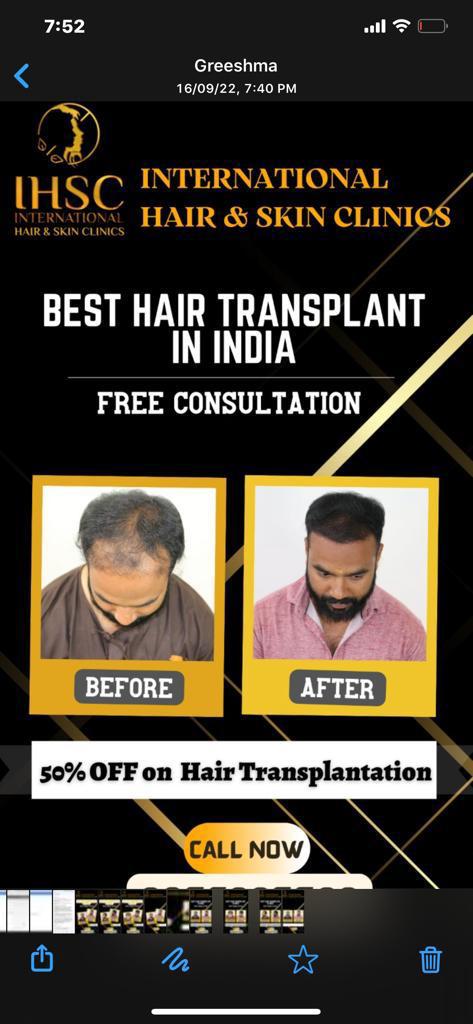 7:52
Greeshma
16/09/22, 7:40 PM
IHSC
INTERNATIONAL
HAIR & SKIN CLINICS
INTERNATIONAL
HAIR & SKIN CLINICS
BEST HAIR TRANSPLANT
IN INDIA
FREE CONSULTATION
BEFORE
AFTER
50% OFF on Hair Transplantation
CALL NOW